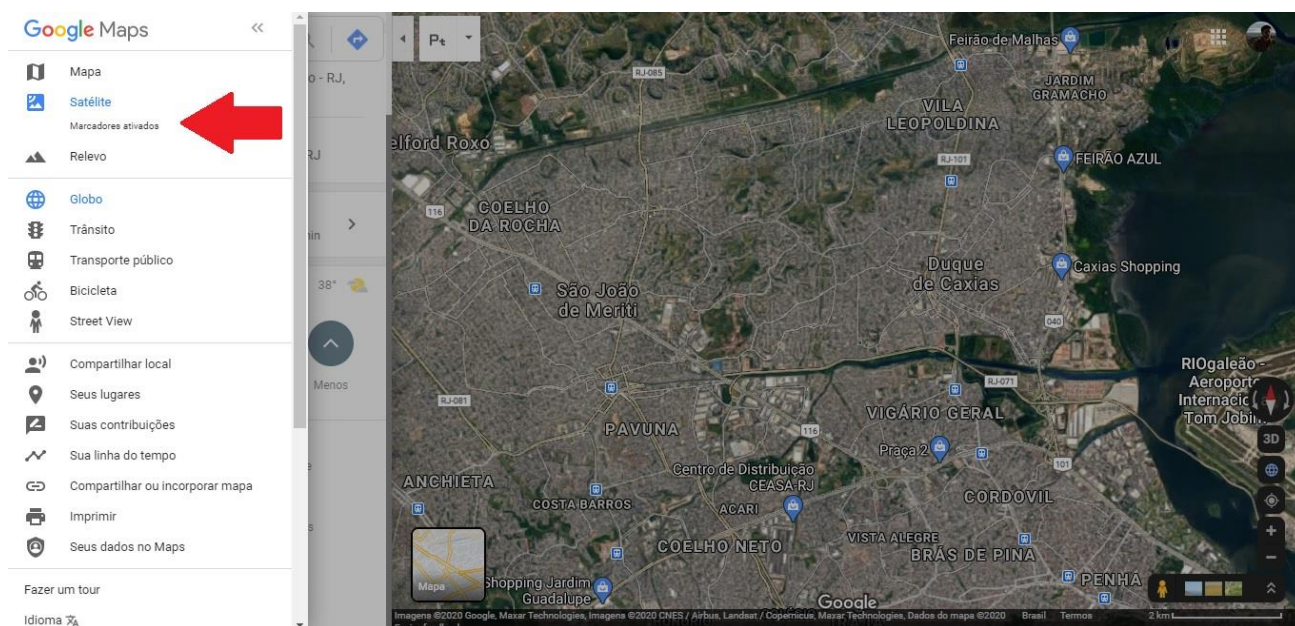 Google Maps
Mapa
Satélite
Marcadores ativados
Relevo
Globo
Trânsito
Transporte público
Bicicleta
Street View
Compartilhar local
Seus lugares
Suas contribuições
Sua linha do tempo
Compartilhar ou incorporar mapa
Imprimir
Seus dados no Maps
Fazer um tour
Idioma
o - RJ,
RJ
38°
Menos
Feirão de Malhas
RJ-085
JARDIM
GRAMACHO
VILA
LEOPOLDINA
elford Roxo
RJ-101
FEIRÃO AZUL
116
COELHO
DA ROCHA
Duque
de Caxias
Caxias Shopping
São João
de Meriti
040
RIOgaleão -
Aeroporto
Internacio
Tom Jobim
RJ-071
RJ-081
VIGÁRIO GERAL
PAVUNA
116
Praça 2
3D
101
Centro de Distribuição
CEASA-RJ
ANCHIETA
CORDOVIL
COSTA BARROS
ACARI
VISTA ALEGRE
COELHO NETO
BRÁS DE PINA
Mapa
Shopping Jardim
Guadalupe
PENHA
Google
Imagens ©2020 Google, Maxar Technologies, Imagens ©2020 CNES / Airbus, Landsat / Copernicus, Maxar Technologies, Dados do mapa ©2020 Brasil Termos 2 km